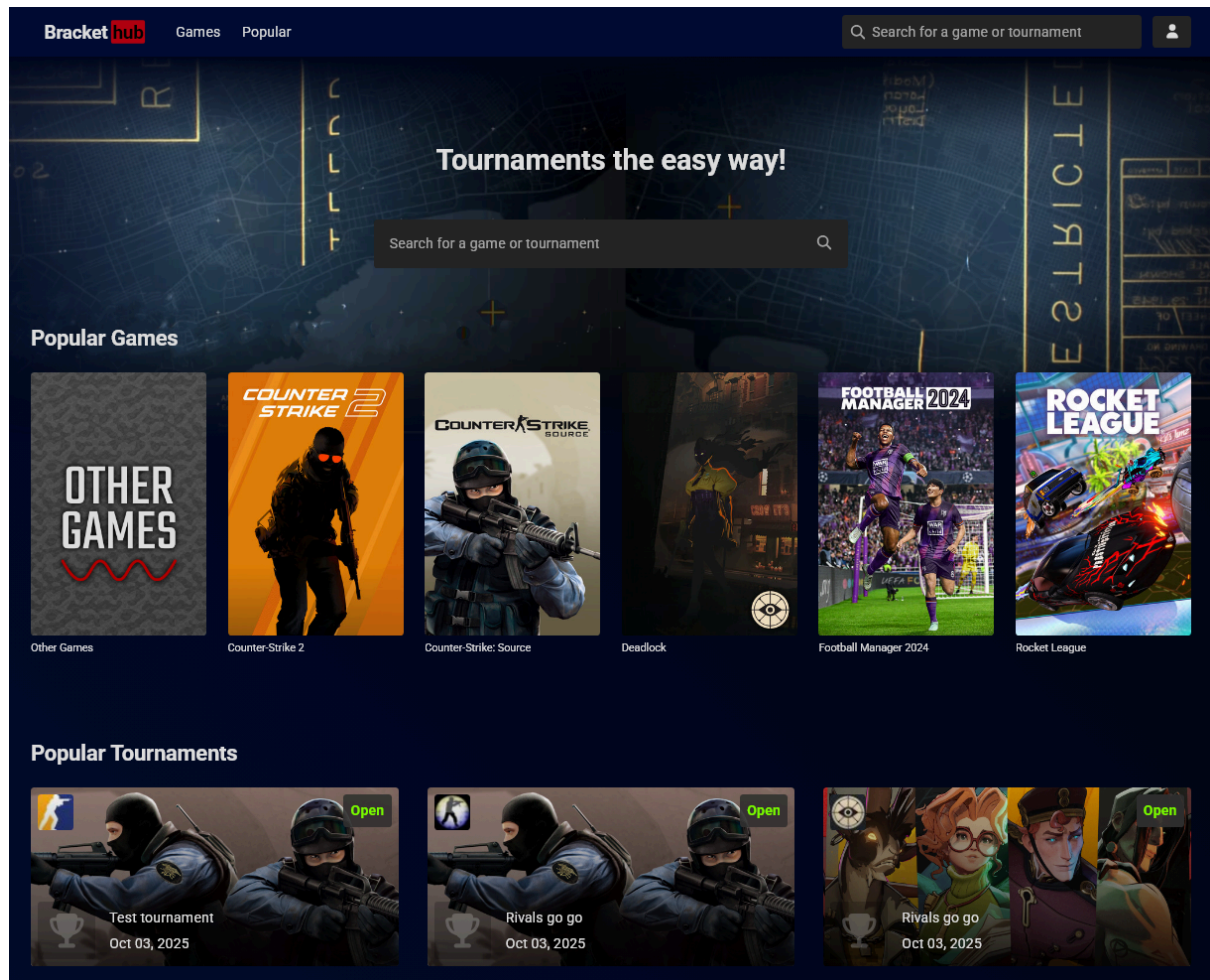 Bracket hub
Games
Popular
Search for a game or tournament
Tournaments the easy way!
Search for a game or tournament
Popular Games
OTHER
GAMES
COUNTER
STRIKE 2
COUNTER STRIKE
SOURCE
FOOTBALL
MANAGER 2024
ROCKET
LEAGUE
Other Games
Counter-Strike 2
Counter-Strike: Source
Deadlock
Football Manager 2024
Rocket League
Popular Tournaments
Open
Open
Open
Test tournament
Oct 03, 2025
Rivals go go
Oct 03, 2025
Rivals go go
Oct 03, 2025